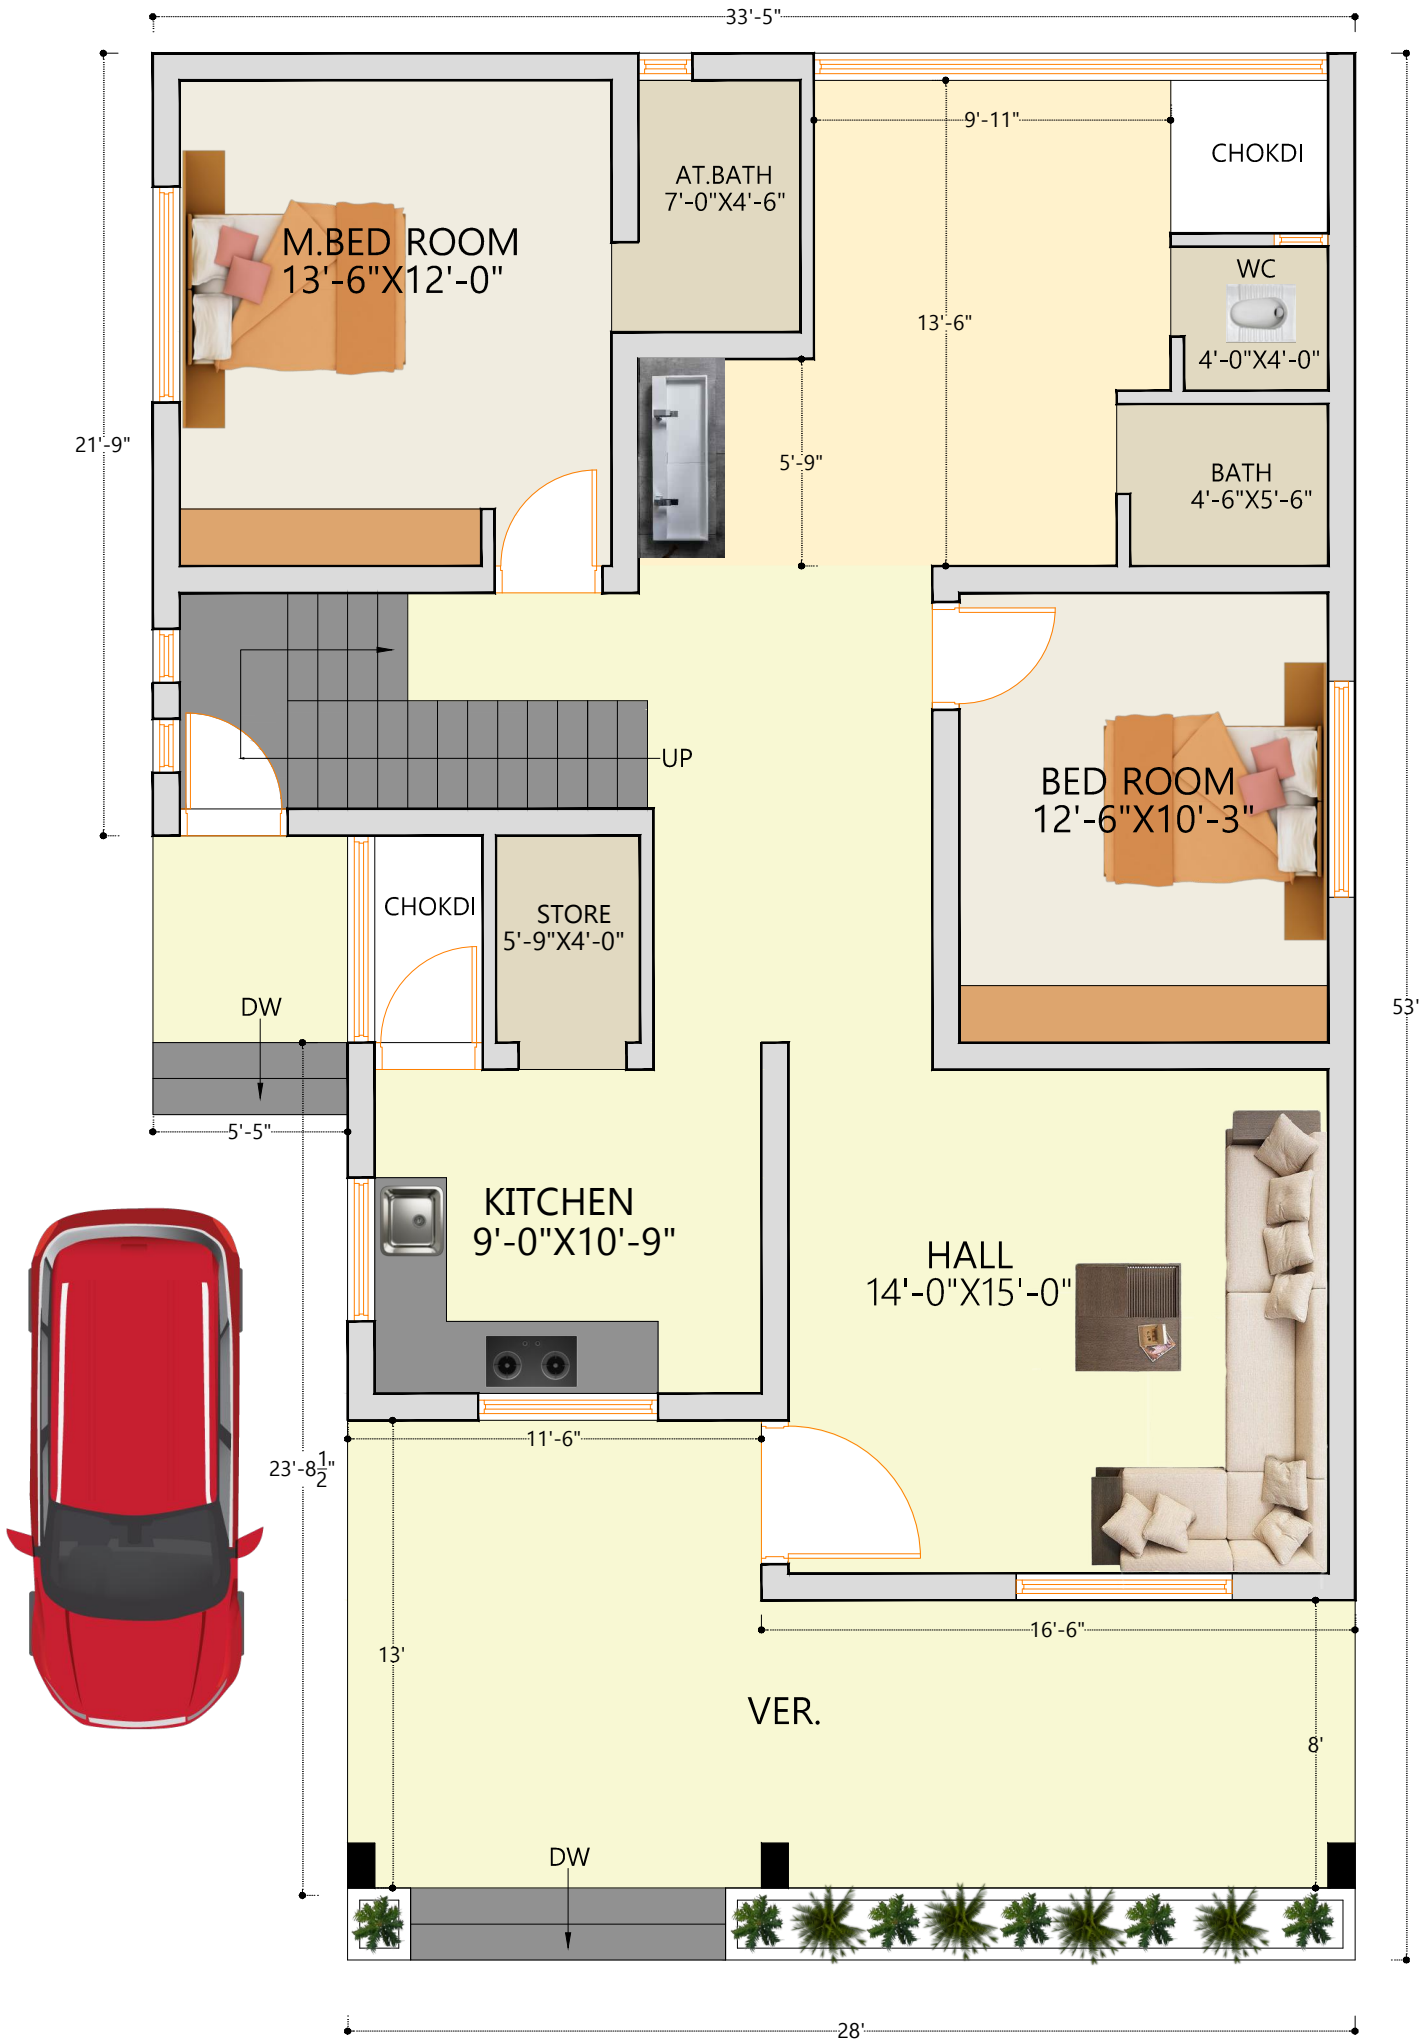 33'-5"
9'-11"
CHOKDI
AT.BATH
7'-0"X4'-6"
M.BED ROOM
13'-6"X12'-0"
WC
4'-0"X4'-0"
13'-6"
21'-9"
5'-9"
BATH
4'-6"X5'-6"
UP
BED ROOM
12'-6"X10'-3"
CHOKDI
STORE
5'-9"X4'-0"
DW
53'
5'-5"
KITCHEN
9'-0"X10'-9"
HALL
14'-0"X15'-0"
11'-6"
23'-8½"
16'-6"
13'
VER.
8'
DW
28'